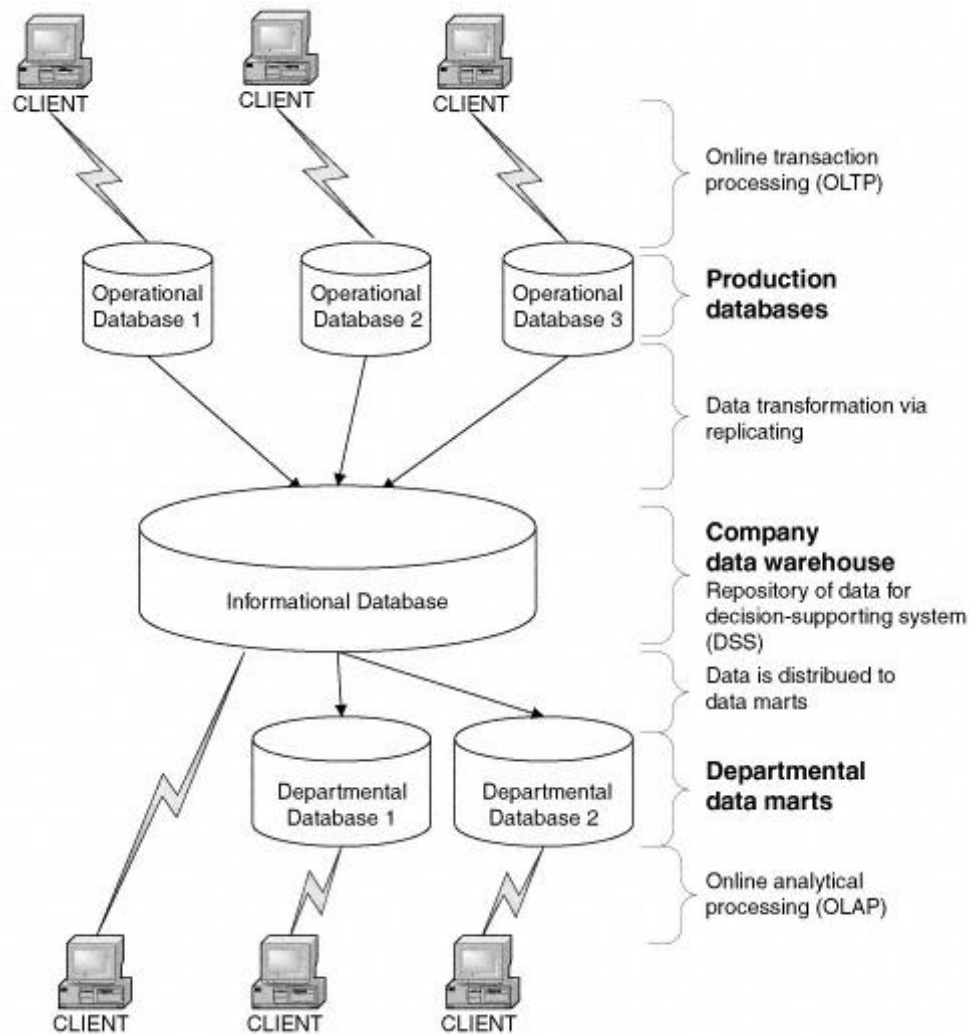 CLIENT
CLIENT
CLIENT
Online transaction
processing (OLTP)
Operational
Database 1
Operational
Database 2
Operational
Database 3
Production
databases
Data transformation via
replicating
Company
data warehouse
Repository of data for
decision-supporting system
(DSS)
Informational Database
Data is distribued to
data marts
Departmental
Database 1
Departmental
Database 2
Departmental
data marts
Online analytical
processing (OLAP)
CLIENT
CLIENT
CLIENT